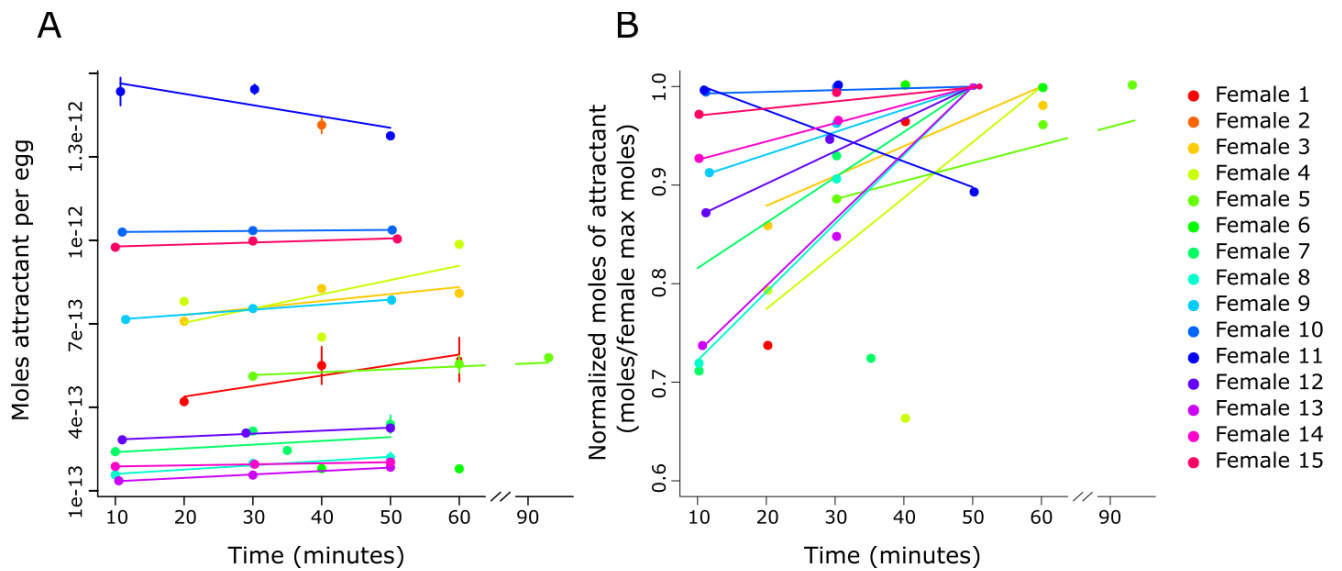 A
Moles attractant per egg
1.3e-12
1e-12
7e-13
4e-13
1e-13
10 20 30 40 50 60 // 90
Time (minutes)
B
Normalized moles of attractant
(moles/female max moles)
1.0
0.9
0.8
0.7
0.6
10 20 30 40 50 60 // 90
Time (minutes)
Female 1
Female 2
Female 3
Female 4
Female 5
Female 6
Female 7
Female 8
Female 9
Female 10
Female 11
Female 12
Female 13
Female 14
Female 15